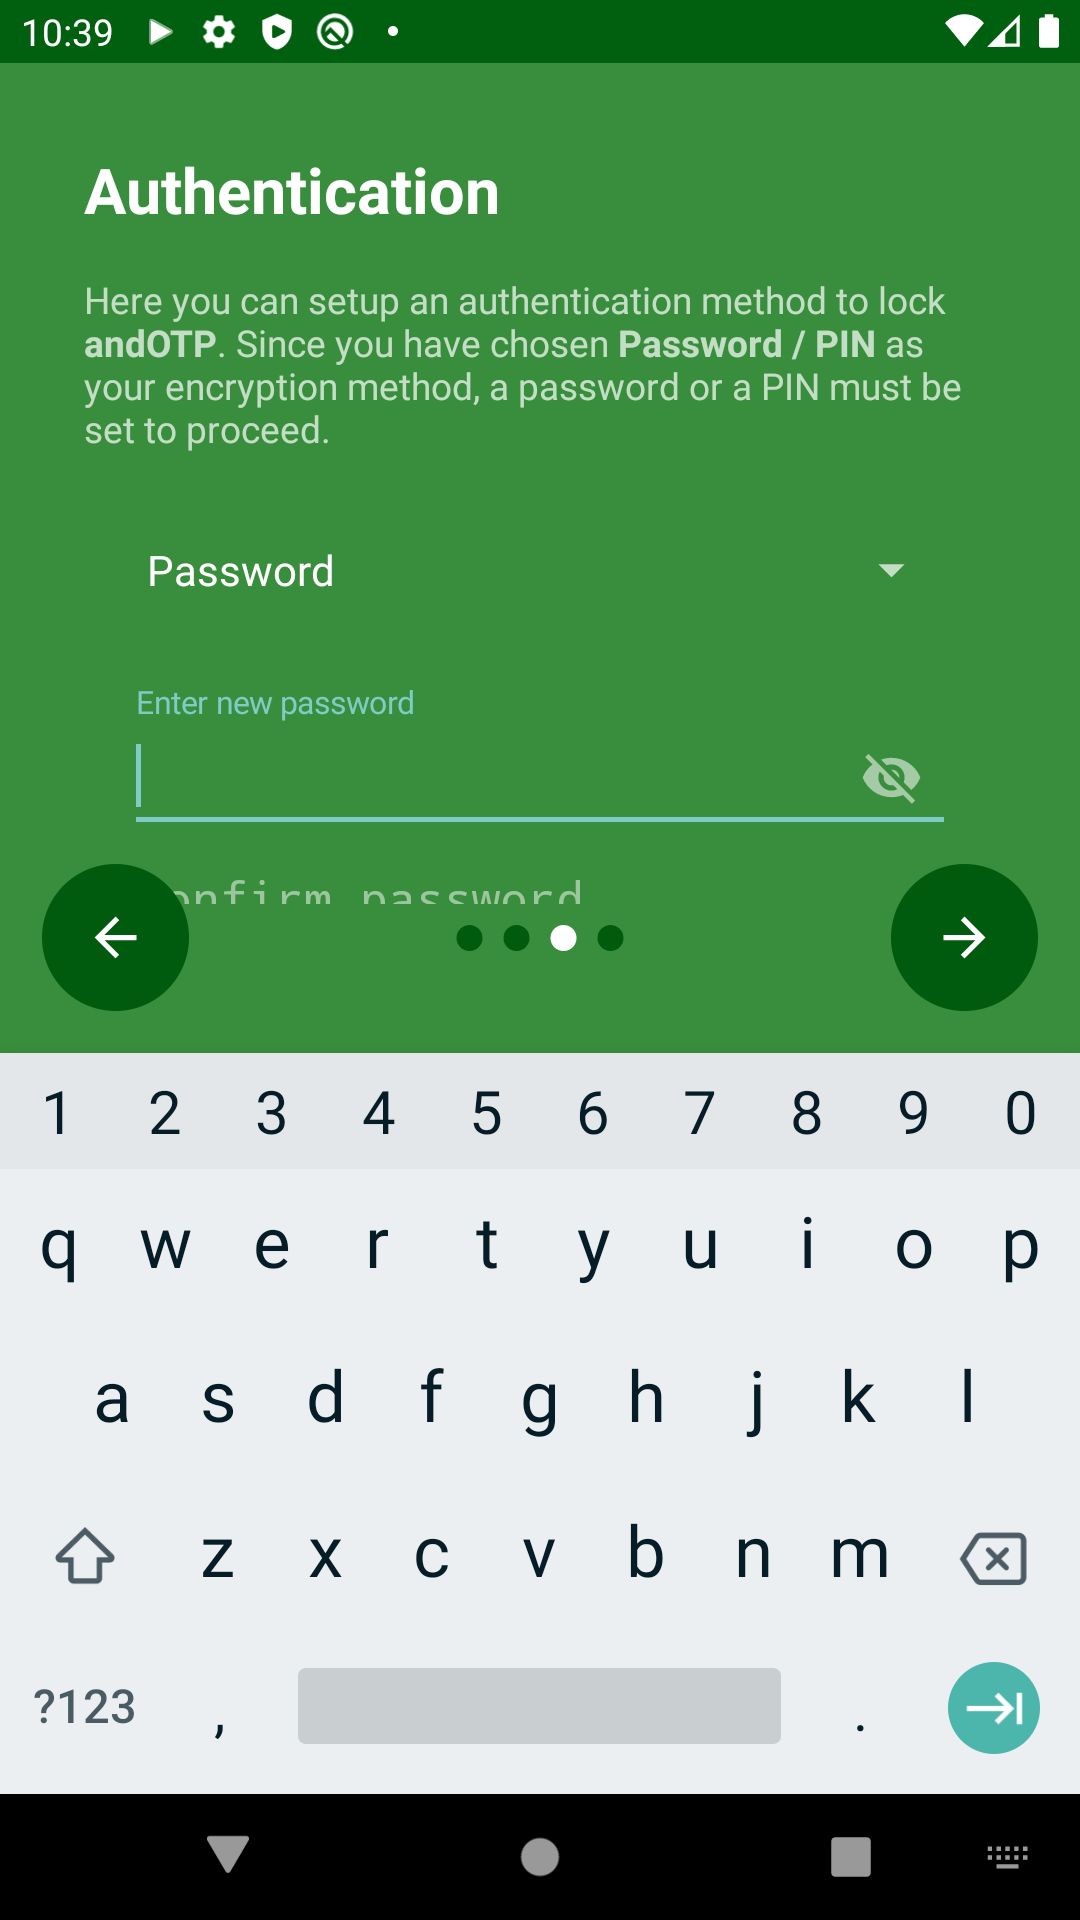 10:39
Authentication
Here you can setup an authentication method to lock
andOTP. Since you have chosen Password / PIN as
your encryption method, a password or a PIN must be
set to proceed.
Password
Enter new password
Confirm password
1 2 3 4 5 6 7 8 9 0
q w e r t y u i o p
a s d f g h j k l
z x c v b n m
?123 , .